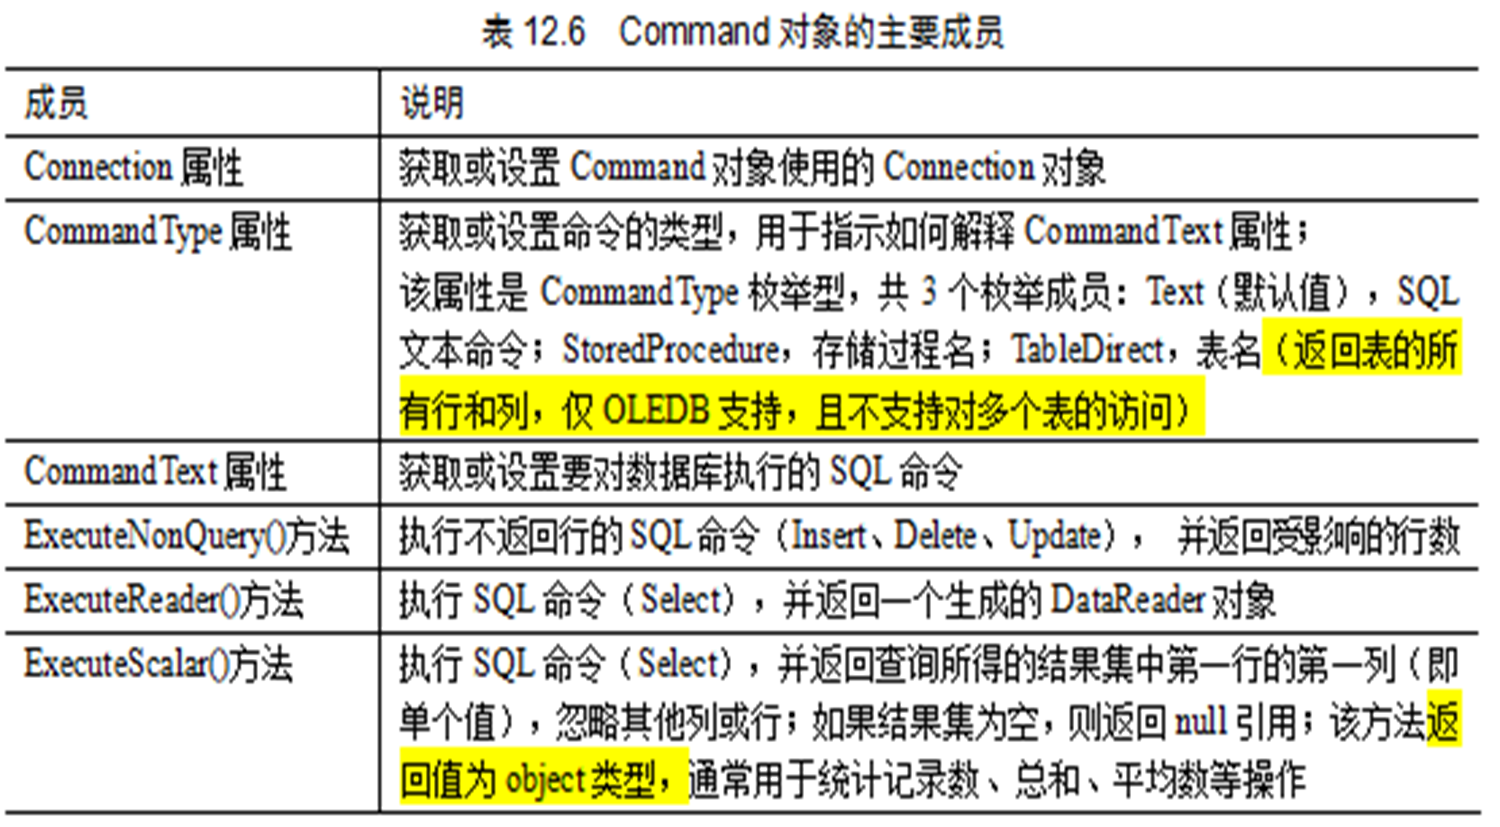 表 12.6 Command 对象的主要成员
成员 说明
Connection 属性 获取或设置 Command 对象使用的 Connection 对象
CommandType 属性 获取或设置命令的类型，用于指示如何解释 CommandText 属性；
该属性是 CommandType 枚举型，共 3 个枚举成员：Text（默认值），SQL
文本命令；StoredProcedure，存储过程名；TableDirect，表名（返回表的所
有行和列，仅 OLEDB 支持，且不支持对多个表的访问）
CommandText 属性 获取或设置要对数据库执行的 SQL 命令
ExecuteNonQuery()方法 执行不返回行的 SQL 命令（Insert、Delete、Update）， 并返回受影响的行数
ExecuteReader()方法 执行 SQL 命令（Select），并返回一个生成的 DataReader 对象
ExecuteScalar()方法 执行 SQL 命令（Select），并返回查询所得的结果集中第一行的第一列（即
单个值），忽略其他列或行；如果结果集为空，则返回 null 引用；该方法返
回值为 object 类型，通常用于统计记录数、总和、平均数等操作